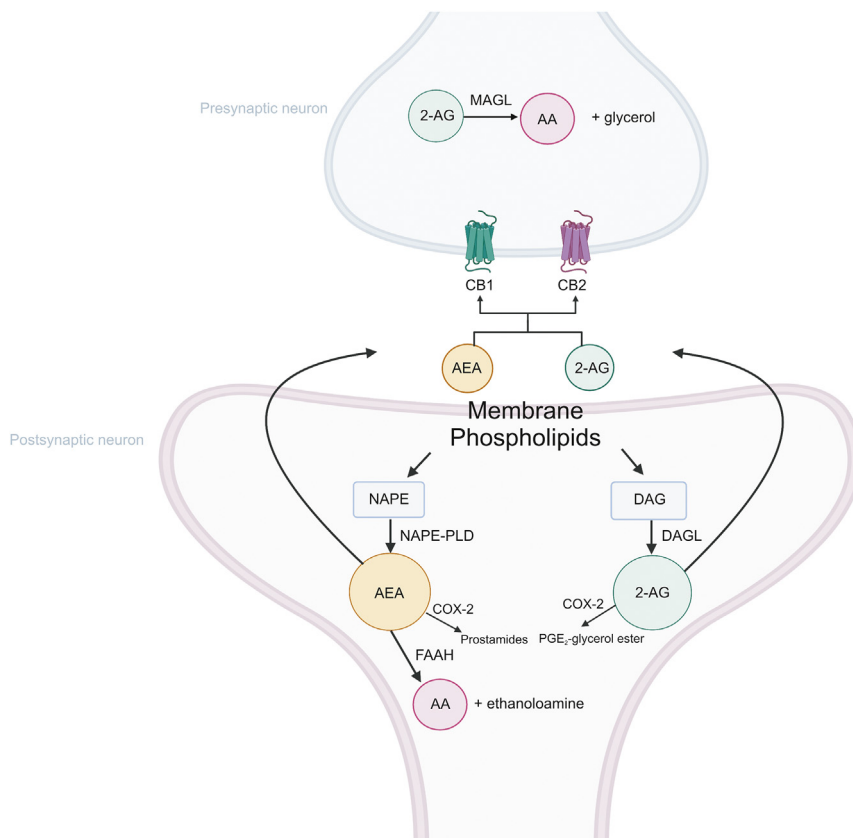 Presynaptic neuron
2-AG
MAGL
AA
+ glycerol
CB1
CB2
AEA
2-AG
Membrane
Phospholipids
Postsynaptic neuron
NAPE
DAG
NAPE-PLD
DAGL
AEA
2-AG
COX-2
COX-2
Prostamides
PGE₂-glycerol ester
FAAH
AA
+ ethanoloamine